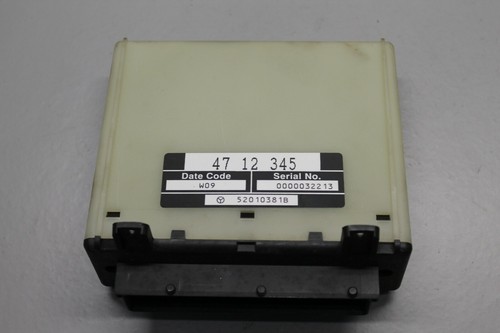 47 12 345
Date Code Serial No.
W09 0000032213
52010381B